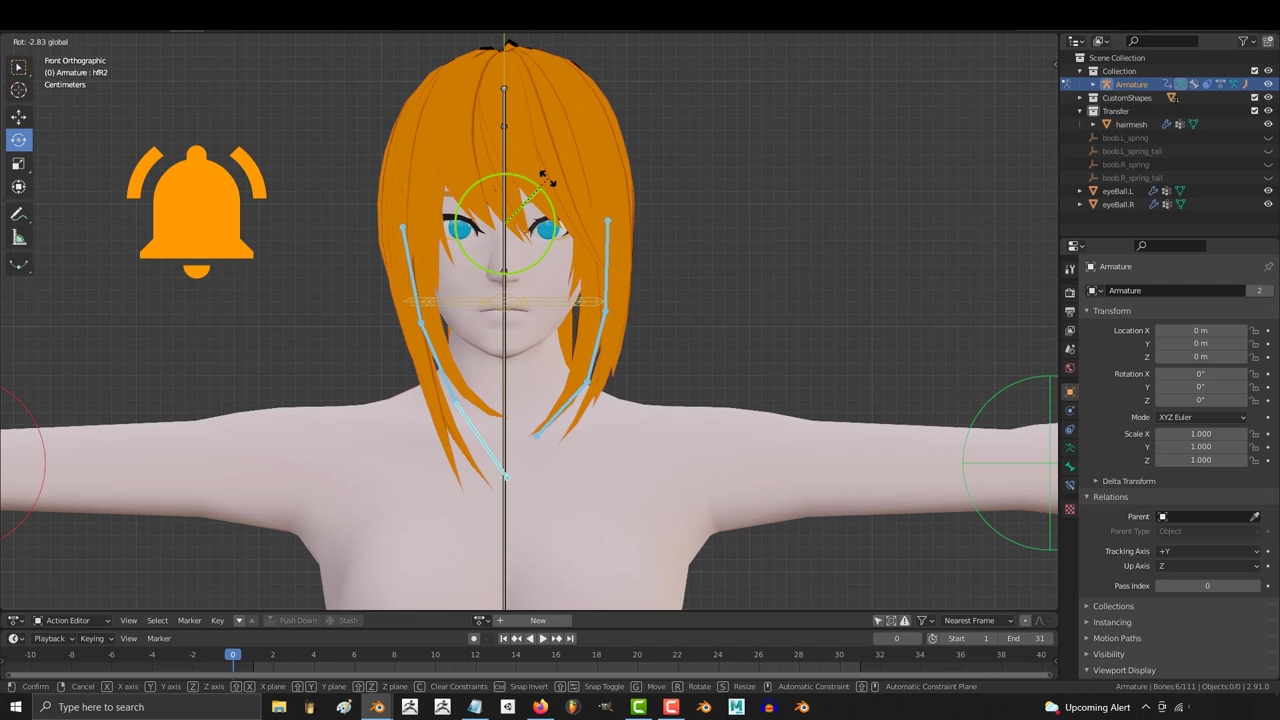 Rot: -2.83 global
Front Orthographic
(0) Armature : hfR2
Centimeters
Scene Collection
Collection
Armature
CustomShapes
Transfer
hairmesh
boob.L_spring
boob.L_spring_tail
boob.R_spring
boob.R_spring_tail
eyeBall.L
eyeBall.R
Armature
Armature 2
Transform
Location X 0 m
Y 0 m
Z 0 m
Rotation X 0°
Y 0°
Z 0°
Mode XYZ Euler
Scale X 1.000
Y 1.000
Z 1.000
Delta Transform
Relations
Parent
Parent Type Object
Tracking Axis +Y
Up Axis Z
Pass Index 0
Collections
Instancing
Motion Paths
Visibility
Viewport Display
Action Editor View Select Marker Key Push Down Stash New Nearest Frame
Playback Keying View Marker 0 Start 1 End 31
-10 -8 -6 -4 -2 0 2 4 6 8 10 12 14 16 18 20 22 24 26 28 30 32 34 36 38 40
Confirm Cancel X X axis Y Y axis Z Z axis X X plane Y Y plane Z Z plane C Clear Constraints Snap Invert Snap Toggle G Move R Rotate S Resize Automatic Constraint Automatic Constraint Plane Armature | Bones:6/111 | Objects:0/0 | 2.91.0
Type here to search Upcoming Earnings